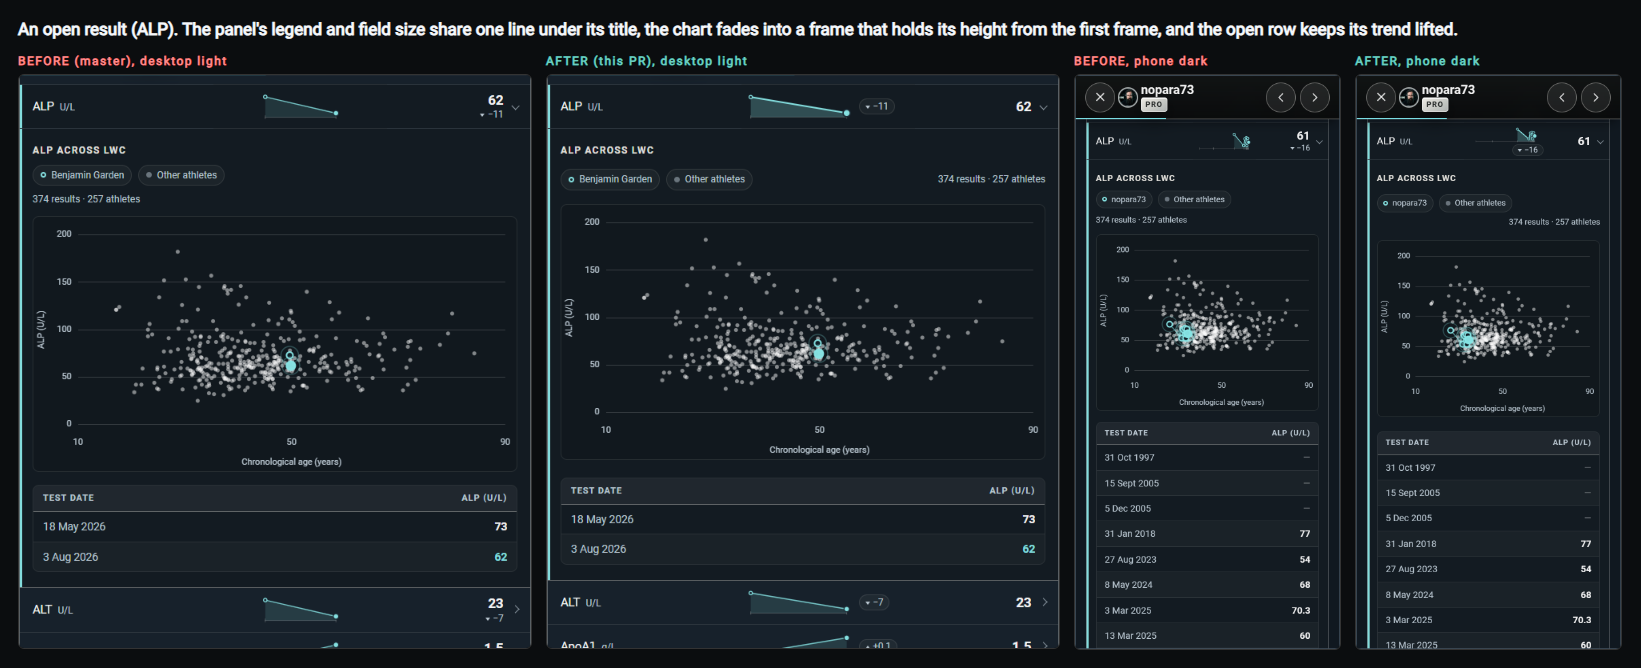 An open result (ALP). The panel's legend and field size share one line under its title, the chart fades into a frame that holds its height from the first frame, and the open row keeps its trend lifted.
BEFORE (master), desktop light
ALP U/L
62
▾ −11
ALP ACROSS LWC
Benjamin Garden
Other athletes
374 results · 257 athletes
200
150
100
50
0
ALP (U/L)
10
50
90
Chronological age (years)
TEST DATE
ALP (U/L)
18 May 2026
73
3 Aug 2026
62
ALT U/L
23
▾ −7
1.5
AFTER (this PR), desktop light
ALP U/L
▾ −11
62
ALP ACROSS LWC
Benjamin Garden
Other athletes
374 results · 257 athletes
200
150
100
50
0
ALP (U/L)
10
50
90
Chronological age (years)
TEST DATE
ALP (U/L)
18 May 2026
73
3 Aug 2026
62
ALT U/L
▾ −7
23
ApoA1 g/L
+0.1
1.5
BEFORE, phone dark
nopara73
PRO
ALP U/L
61
▾ −16
ALP ACROSS LWC
nopara73
Other athletes
374 results · 257 athletes
200
150
100
50
0
ALP (U/L)
10
50
90
Chronological age (years)
TEST DATE
ALP (U/L)
31 Oct 1997
—
15 Sept 2005
—
5 Dec 2005
—
31 Jan 2018
77
27 Aug 2023
54
8 May 2024
68
3 Mar 2025
70.3
13 Mar 2025
60
AFTER, phone dark
nopara73
PRO
ALP U/L
▾ −16
61
ALP ACROSS LWC
nopara73
Other athletes
374 results · 257 athletes
200
150
100
50
0
ALP (U/L)
10
50
90
Chronological age (years)
TEST DATE
ALP (U/L)
31 Oct 1997
—
15 Sept 2005
—
5 Dec 2005
—
31 Jan 2018
77
27 Aug 2023
54
8 May 2024
68
3 Mar 2025
70.3
13 Mar 2025
60